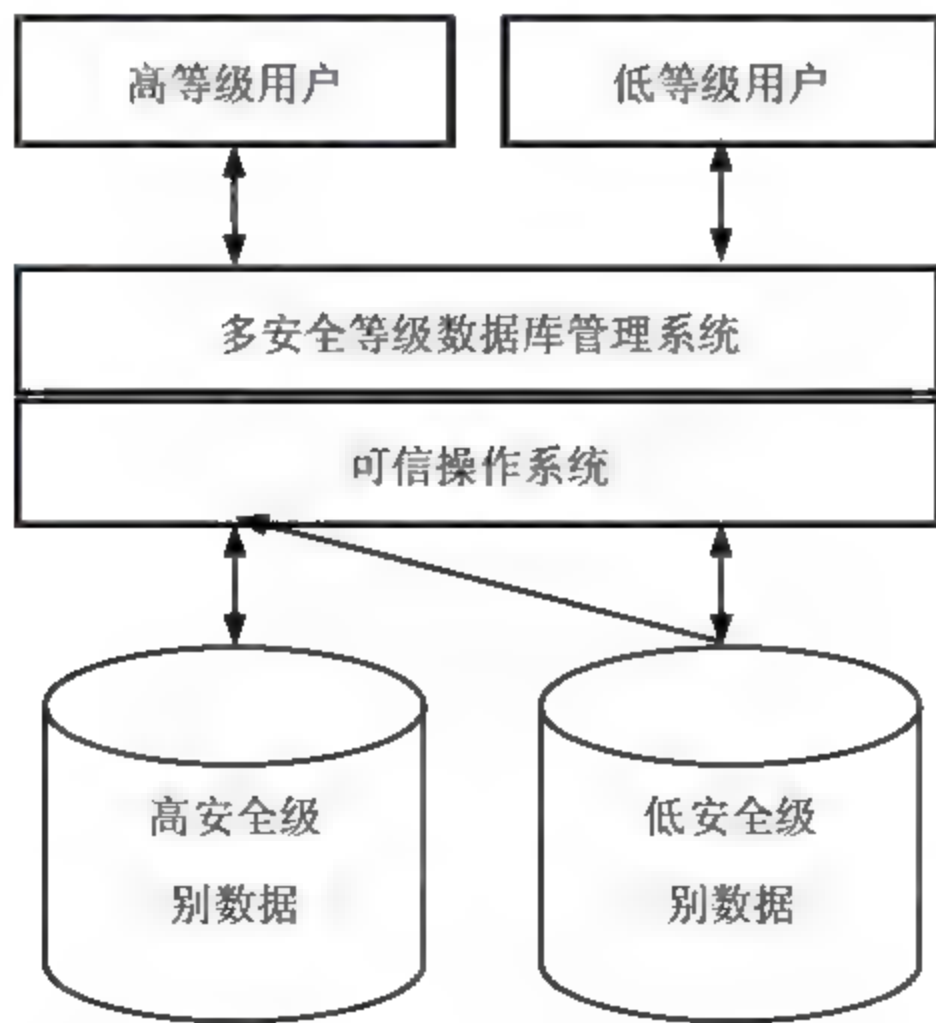 高等级用户
低等级用户
多安全等级数据库管理系统
可信操作系统
高安全级
别数据
低安全级
别数据